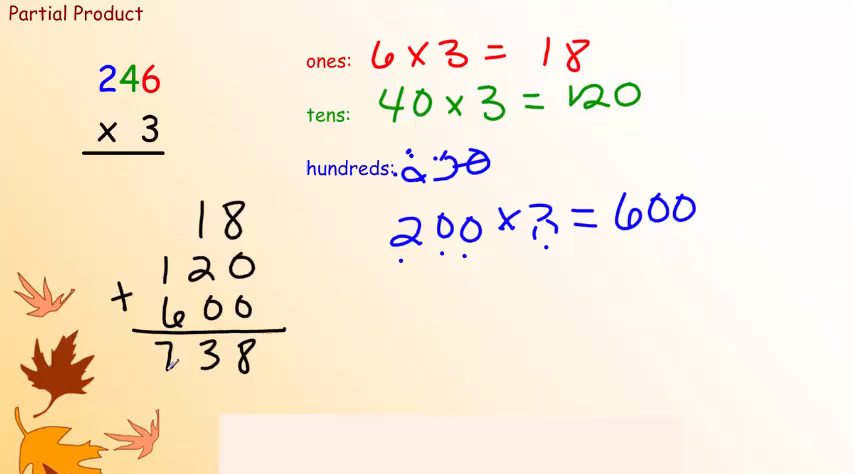 Partial Product
246
x 3
ones: 6 x 3 = 18
tens: 40 x 3 = 120
hundreds:
200 x 3 = 600
18
120
+ 600
738